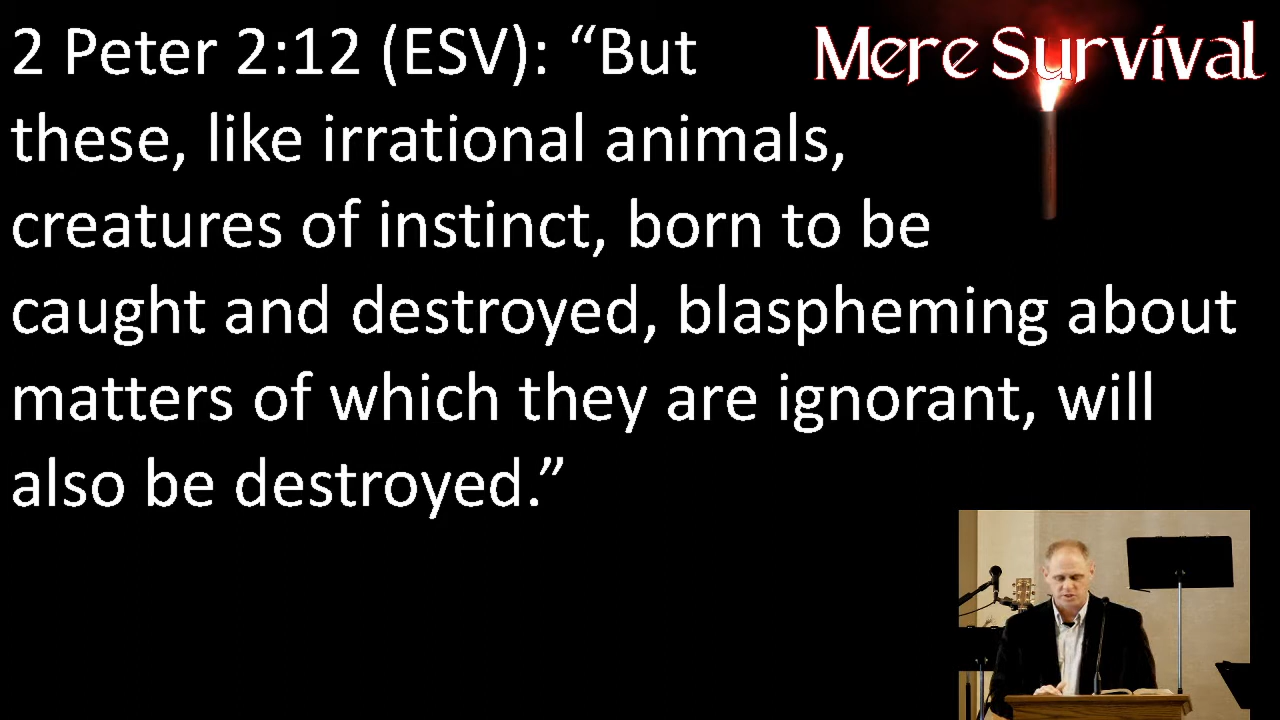 2 Peter 2:12 (ESV): “But
these, like irrational animals,
creatures of instinct, born to be
caught and destroyed, blaspheming about
matters of which they are ignorant, will
also be destroyed.”
Mere Survival